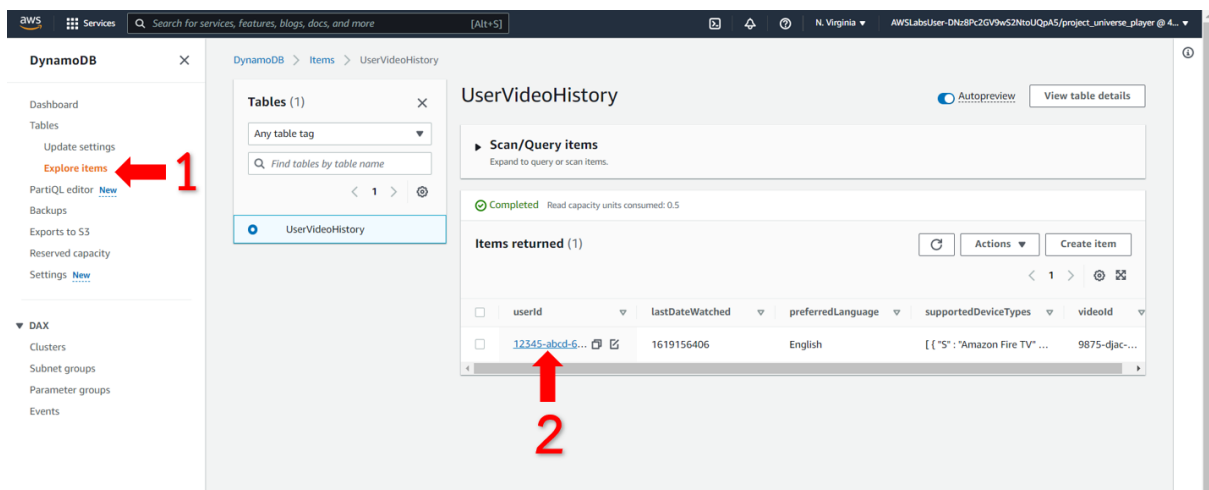 aws Services Search for services, features, blogs, docs, and more [Alt+S] N. Virginia ▼ AWSLabsUser-DNz8Pc2GV9wS2NtoUQpA5/project_universe_player @ 4... ▼
DynamoDB
Dashboard
Tables
Update settings
Explore items
1
PartiQL editor New
Backups
Exports to S3
Reserved capacity
Settings New
▼ DAX
Clusters
Subnet groups
Parameter groups
Events
DynamoDB > Items > UserVideoHistory
Tables (1)
Any table tag
Find tables by table name
< 1 >
UserVideoHistory
UserVideoHistory
Autopreview View table details
Scan/Query items
Expand to query or scan items.
Completed Read capacity units consumed: 0.5
Items returned (1) Actions ▼ Create item
< 1 >
userId lastDateWatched preferredLanguage supportedDeviceTypes videoId
12345-abcd-6... 1619156406 English [ { "S" : "Amazon Fire TV" ... 9875-djac-...
2